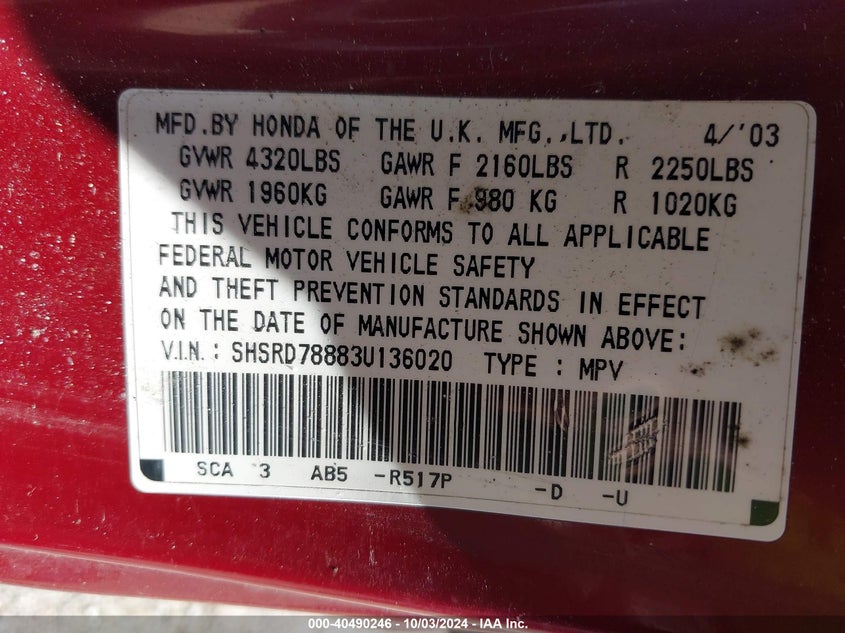 MFD.BY HONDA OF THE U.K. MFG.,LTD. 4/'03
GVWR 4320LBS GAWR F 2160LBS R 2250LBS
GVWR 1960KG GAWR F 980 KG R 1020KG
THIS VEHICLE CONFORMS TO ALL APPLICABLE
FEDERAL MOTOR VEHICLE SAFETY
AND THEFT PREVENTION STANDARDS IN EFFECT
ON THE DATE OF MANUFACTURE SHOWN ABOVE:
V.I.N.: SHSRD78883U136020 TYPE : MPV
SCA 3 AB5 -R517P -D -U
000-40490246 - 10/03/2024 - IAA Inc.